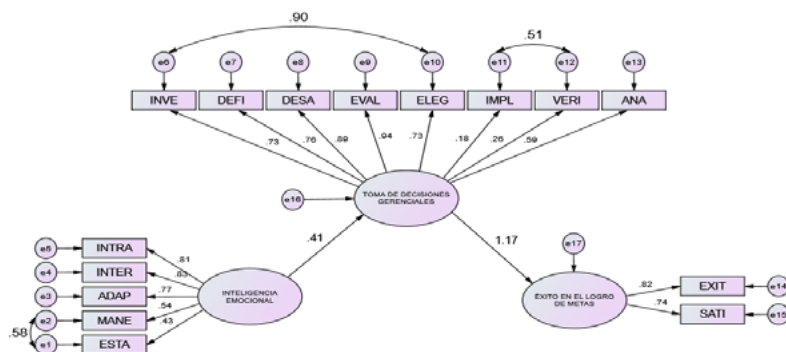 .90
.51
e6 e7 e8 e9 e10 e11 e12 e13
INVE DEFI DESA EVAL ELEG IMPL VERI ANA
.73 .76 .89 .94 .73 .18 .26 .59
TOMA DE DECISIONES
GERENCIALES
e16
.41
1.17
e17
e5 INTRA .81
e4 INTER .83
e3 ADAP .77
e2 MANE .54
e1 ESTA .43
.58
INTELIGENCIA
EMOCIONAL
ÉXITO EN EL LOGRO
DE METAS
.82 EXIT e14
.74 SATI e15